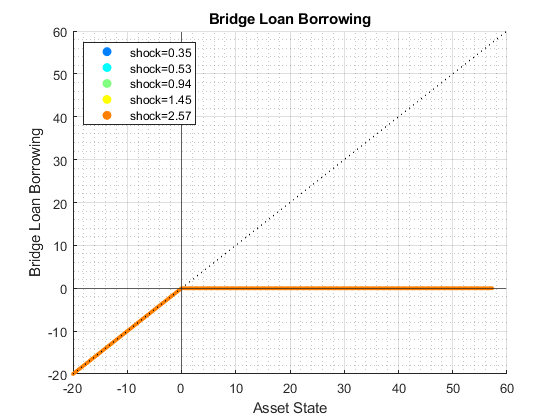 Bridge Loan Borrowing
60
50
40
30
20
10
0
-10
-20
Bridge Loan Borrowing
shock=0.35
shock=0.53
shock=0.94
shock=1.45
shock=2.57
-20
-10
0
10
20
30
40
50
60
Asset State